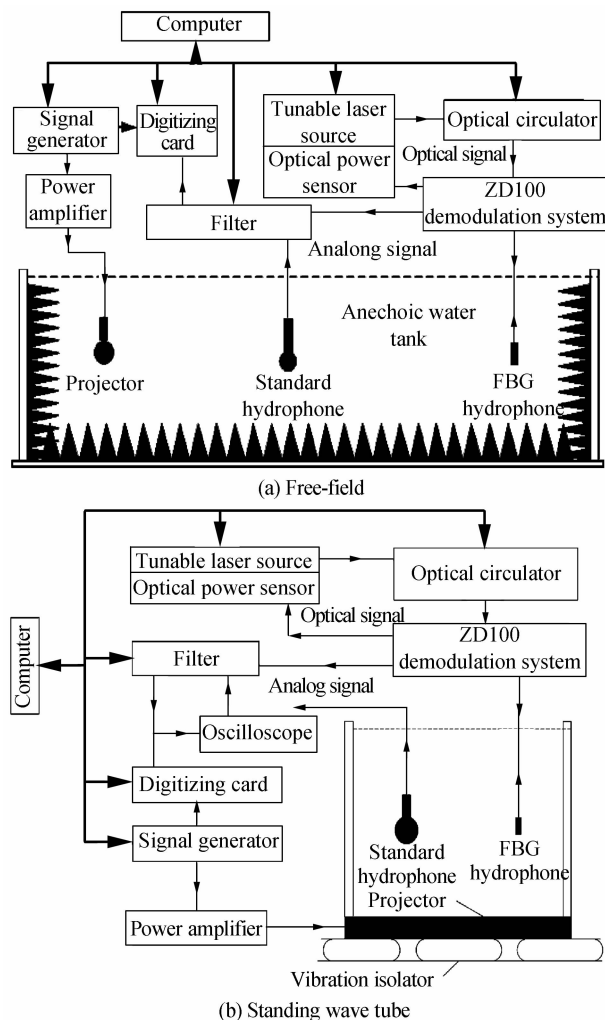 Computer
Signal
generator
Digitizing
card
Tunable laser
source
Optical power
sensor
Optical circulator
Optical signal
Power
amplifier
Filter
ZD100
demodulation system
Analong signal
Anechoic water
tank
Projector
Standard
hydrophone
FBG
hydrophone
(a) Free-field
Tunable laser source
Optical power sensor
Optical circulator
Optical signal
Computer
Filter
ZD100
demodulation system
Analog signal
Oscilloscope
Digitizing card
Signal generator
Standard
hydrophone
FBG
hydrophone
Projector
Power amplifier
Vibration isolator
(b) Standing wave tube